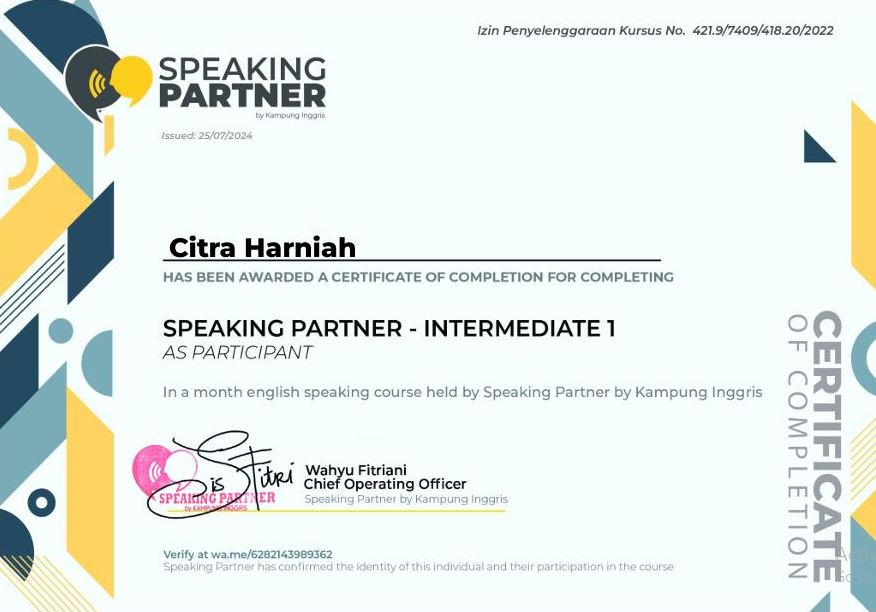 Izin Penyelenggaraan Kursus No. 421.9/7409/418.20/2022
SPEAKING
PARTNER
by Kampung Inggris
Issued: 25/07/2024
Citra Harniah
HAS BEEN AWARDED A CERTIFICATE OF COMPLETION FOR COMPLETING
SPEAKING PARTNER - INTERMEDIATE 1
AS PARTICIPANT
In a month english speaking course held by Speaking Partner by Kampung Inggris
CERTIFICATE
OF COMPLETION
SPEAKING PARTNER
by KAMPUNG INGGRIS
Wahyu Fitriani
Chief Operating Officer
Speaking Partner by Kampung Inggris
Verify at wa.me/6282143989362
Speaking Partner has confirmed the identity of this individual and their participation in the course